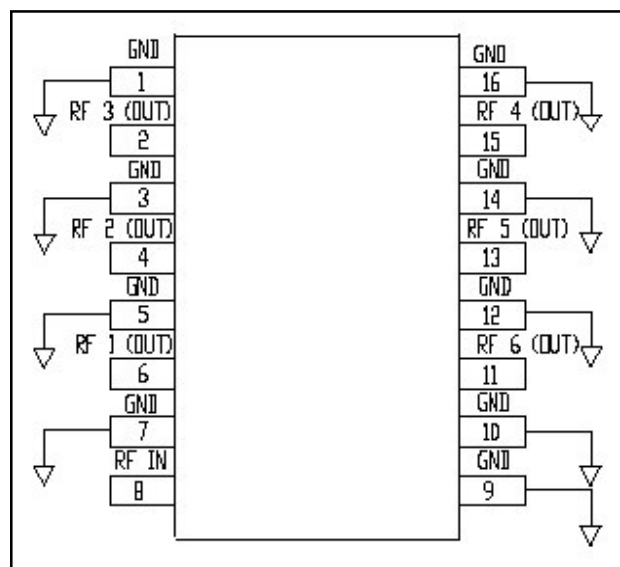 GND
1
RF 3 (OUT)
2
GND
3
RF 2 (OUT)
4
GND
5
RF 1 (OUT)
6
GND
7
RF IN
8
GND
16
RF 4 (OUT)
15
GND
14
RF 5 (OUT)
13
GND
12
RF 6 (OUT)
11
GND
10
GND
9